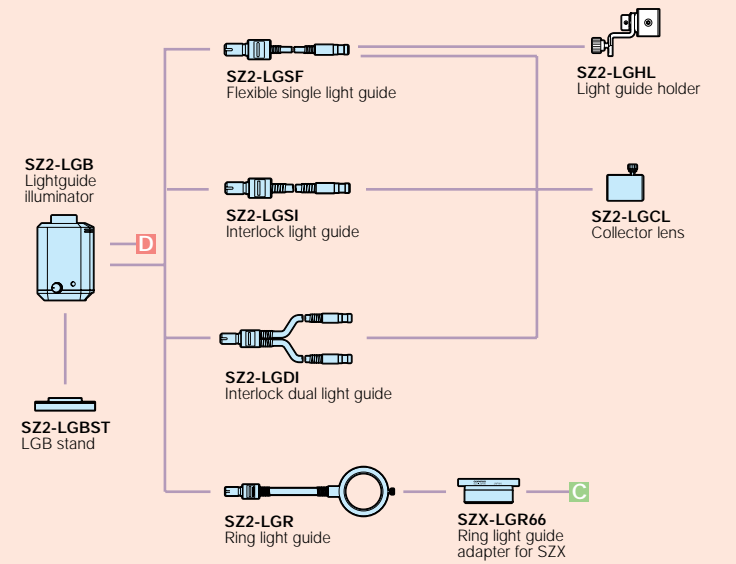 SZ2-LGSF
Flexible single light guide
SZ2-LGHL
Light guide holder
SZ2-LGB
Lightguide
illuminator
D
SZ2-LGSI
Interlock light guide
SZ2-LGCL
Collector lens
SZ2-LGDI
Interlock dual light guide
SZ2-LGBST
LGB stand
SZ2-LGR
Ring light guide
SZX-LGR66
Ring light guide
adapter for SZX
C